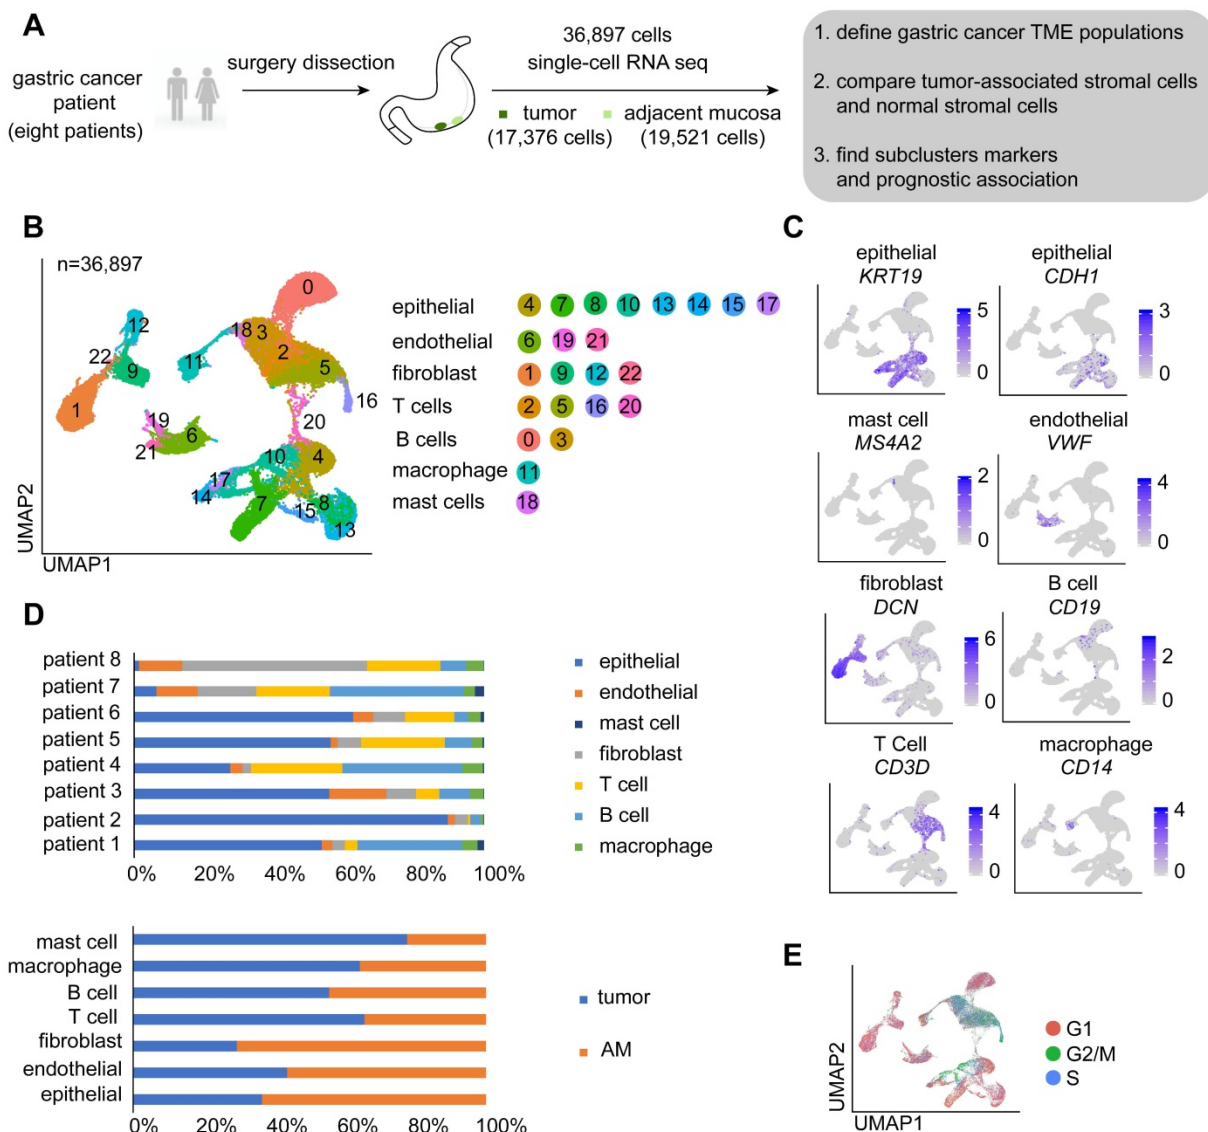 A
gastric cancer
patient
(eight patients)
surgery dissection
36,897 cells
single-cell RNA seq
tumor
(17,376 cells)
adjacent mucosa
(19,521 cells)
1. define gastric cancer TME populations
2. compare tumor-associated stromal cells
and normal stromal cells
3. find subclusters markers
and prognostic association
B
n=36,897
0
12
18
3
2
22
11
5
9
16
1
19
20
6
21
10
4
17
14
7
8
15
13
UMAP2
UMAP1
epithelial 4 7 8 10 13 14 15 17
endothelial 6 19 21
fibroblast 1 9 12 22
T cells 2 5 16 20
B cells 0 3
macrophage 11
mast cells 18
C
epithelial
KRT19
5
0
epithelial
CDH1
3
0
mast cell
MS4A2
2
0
endothelial
VWF
4
2
0
fibroblast
DCN
6
0
B cell
CD19
2
0
T Cell
CD3D
4
0
macrophage
CD14
4
0
D
patient 8
patient 7
patient 6
patient 5
patient 4
patient 3
patient 2
patient 1
0% 20% 40% 60% 80% 100%
epithelial
endothelial
mast cell
fibroblast
T cell
B cell
macrophage
mast cell
macrophage
B cell
T cell
fibroblast
endothelial
epithelial
0% 20% 40% 60% 80% 100%
tumor
AM
E
UMAP2
UMAP1
G1
G2/M
S